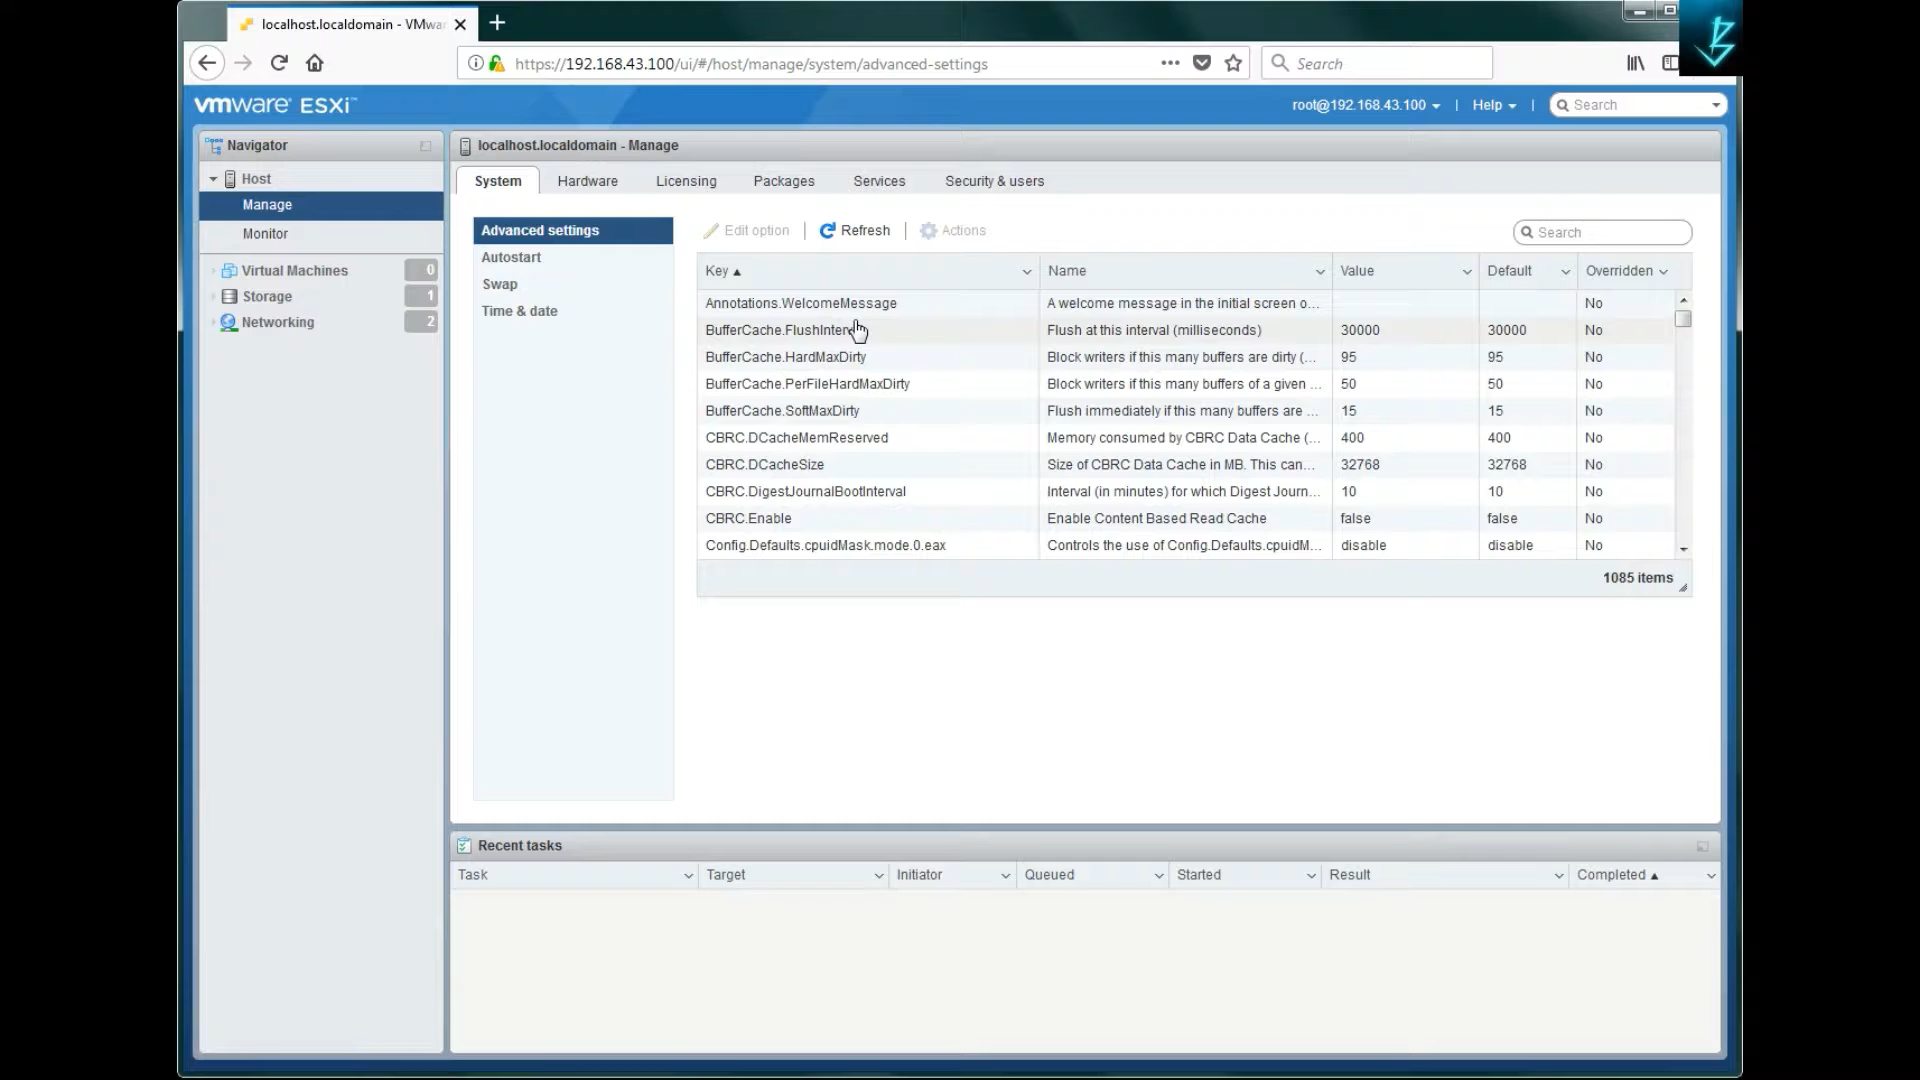 localhost.localdomain - VMwar
https://192.168.43.100/ui/#/host/manage/system/advanced-settings
Search
vmware ESXi™
root@192.168.43.100
Help
Search
Navigator
Host
Manage
Monitor
Virtual Machines 0
Storage 1
Networking 2
localhost.localdomain - Manage
System Hardware Licensing Packages Services Security & users
Advanced settings
Autostart
Swap
Time & date
Edit option Refresh Actions Search
Key Name Value Default Overridden
Annotations.WelcomeMessage A welcome message in the initial screen o... No
BufferCache.FlushInter Flush at this interval (milliseconds) 30000 30000 No
BufferCache.HardMaxDirty Block writers if this many buffers are dirty (... 95 95 No
BufferCache.PerFileHardMaxDirty Block writers if this many buffers of a given ... 50 50 No
BufferCache.SoftMaxDirty Flush immediately if this many buffers are ... 15 15 No
CBRC.DCacheMemReserved Memory consumed by CBRC Data Cache (... 400 400 No
CBRC.DCacheSize Size of CBRC Data Cache in MB. This can... 32768 32768 No
CBRC.DigestJournalBootInterval Interval (in minutes) for which Digest Journ... 10 10 No
CBRC.Enable Enable Content Based Read Cache false false No
Config.Defaults.cpuidMask.mode.0.eax Controls the use of Config.Defaults.cpuidM... disable disable No
1085 items
Recent tasks
Task Target Initiator Queued Started Result Completed